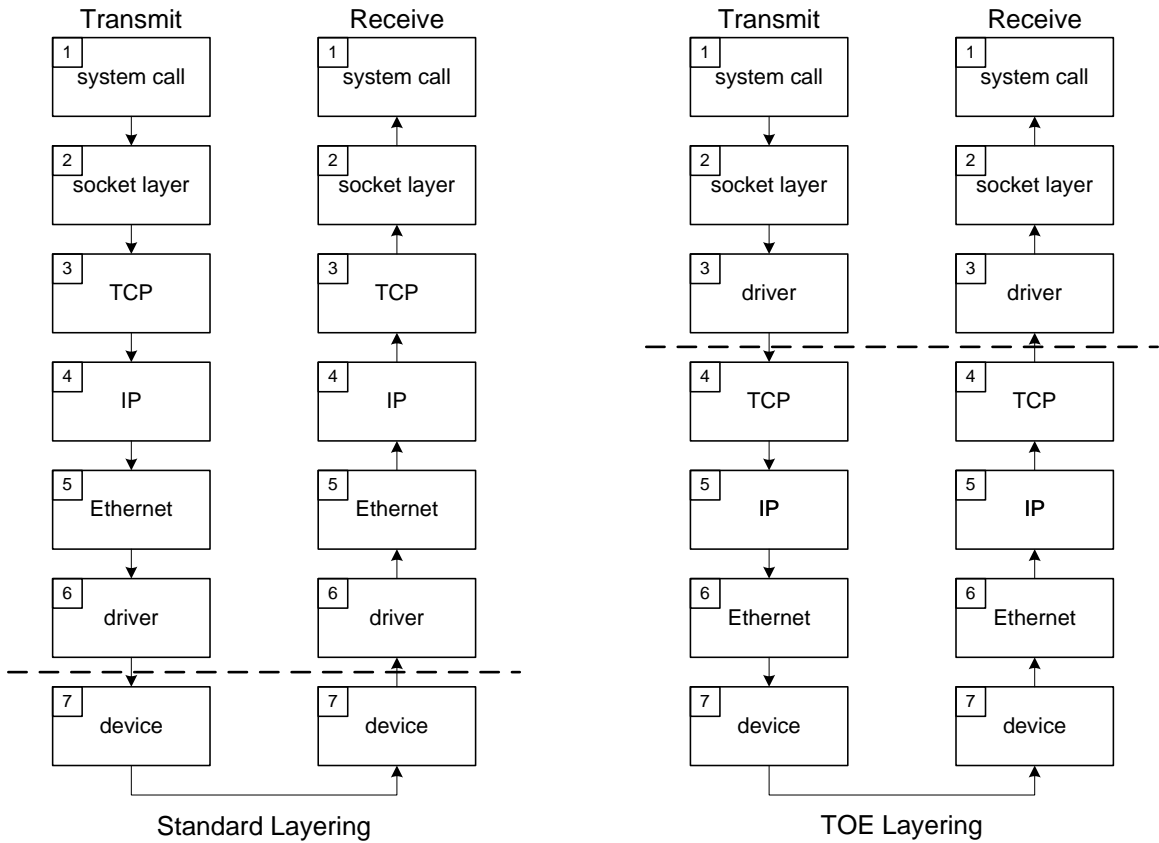 Transmit
Receive
Transmit
Receive
1
system call
1
system call
1
system call
1
system call
2
socket layer
2
socket layer
2
socket layer
2
socket layer
3
TCP
3
TCP
3
driver
3
driver
4
IP
4
IP
4
TCP
4
TCP
5
Ethernet
5
Ethernet
5
IP
5
IP
6
driver
6
driver
6
Ethernet
6
Ethernet
7
device
7
device
7
device
7
device
Standard Layering
TOE Layering